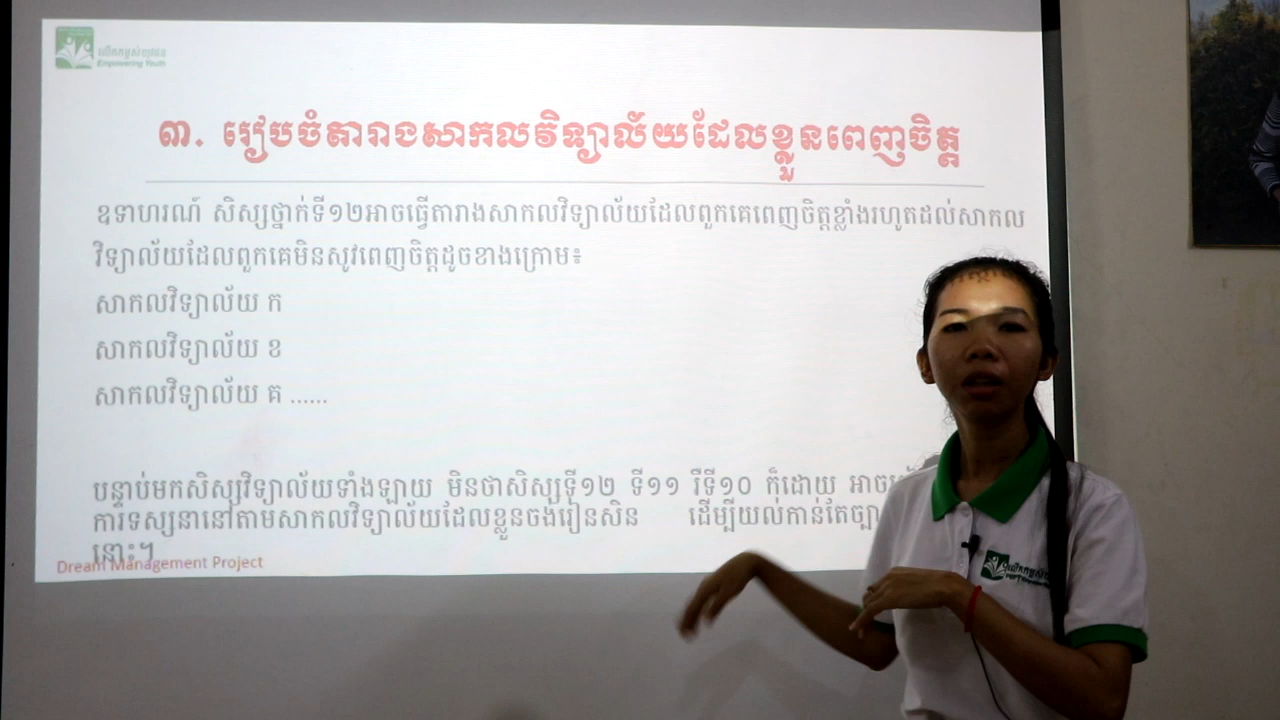 លើកកម្ពស់យុវជន
Empowering Youth
៣. រៀបចំតារាងសាកលវិទ្យាល័យដែលខ្លួនពេញចិត្ត
ឧទាហរណ៍ សិស្សថ្នាក់ទី១២អាចធ្វើតារាងសាកលវិទ្យាល័យដែលពួកគេពេញចិត្តខ្លាំងរហូតដល់សាកល
វិទ្យាល័យដែលពួកគេមិនសូវពេញចិត្តដូចខាងក្រោម៖
សាកលវិទ្យាល័យ ក
សាកលវិទ្យាល័យ ខ
សាកលវិទ្យាល័យ គ ......
បន្ទាប់មកសិស្សវិទ្យាល័យទាំងឡាយ មិនថាសិស្សទី១២ ទី១១ រឺទី១០ ក៏ដោយ អាច
ការទស្សនានៅតាមសាកលវិទ្យាល័យដែលខ្លួនចង់រៀនសិន ដើម្បីយល់កាន់តែច្បា
នោះ។
Dream Management Project